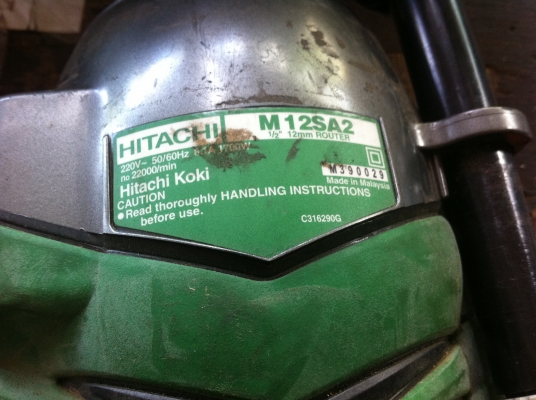 HITACHI M12SA2
1/2" 12mm ROUTER
220V~ 50/60Hz 1700W
no 22000/min
M390029
Made in Malaysia
Hitachi Koki
CAUTION
• Read thoroughly HANDLING INSTRUCTIONS
before use.
C316290G